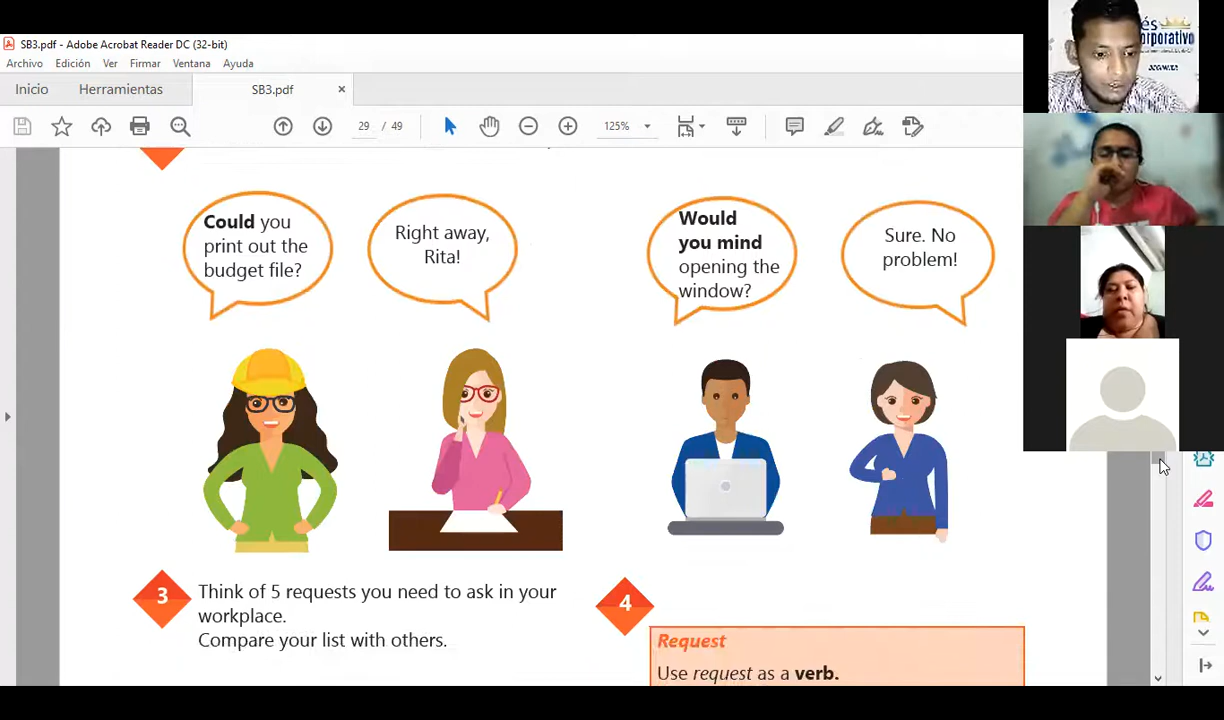 SB3.pdf - Adobe Acrobat Reader DC (32-bit)
Archivo Edición Ver Firmar Ventana Ayuda
Inicio Herramientas SB3.pdf ×
29 / 49 125%
Could you
print out the
budget file?
Right away,
Rita!
Would
you mind
opening the
window?
Sure. No
problem!
3
Think of 5 requests you need to ask in your
workplace.
Compare your list with others.
4
Request
Use request as a verb.
és
orporativo